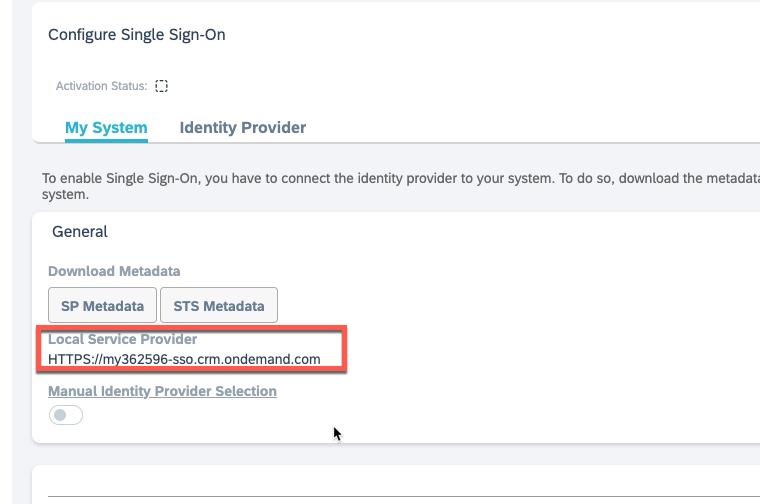 Configure Single Sign-On
Activation Status:
My System Identity Provider
To enable Single Sign-On, you have to connect the identity provider to your system. To do so, download the
system.
General
Download Metadata
SP Metadata STS Metadata
Local Service Provider
HTTPS://my362596-sso.crm.ondemand.com
Manual Identity Provider Selection